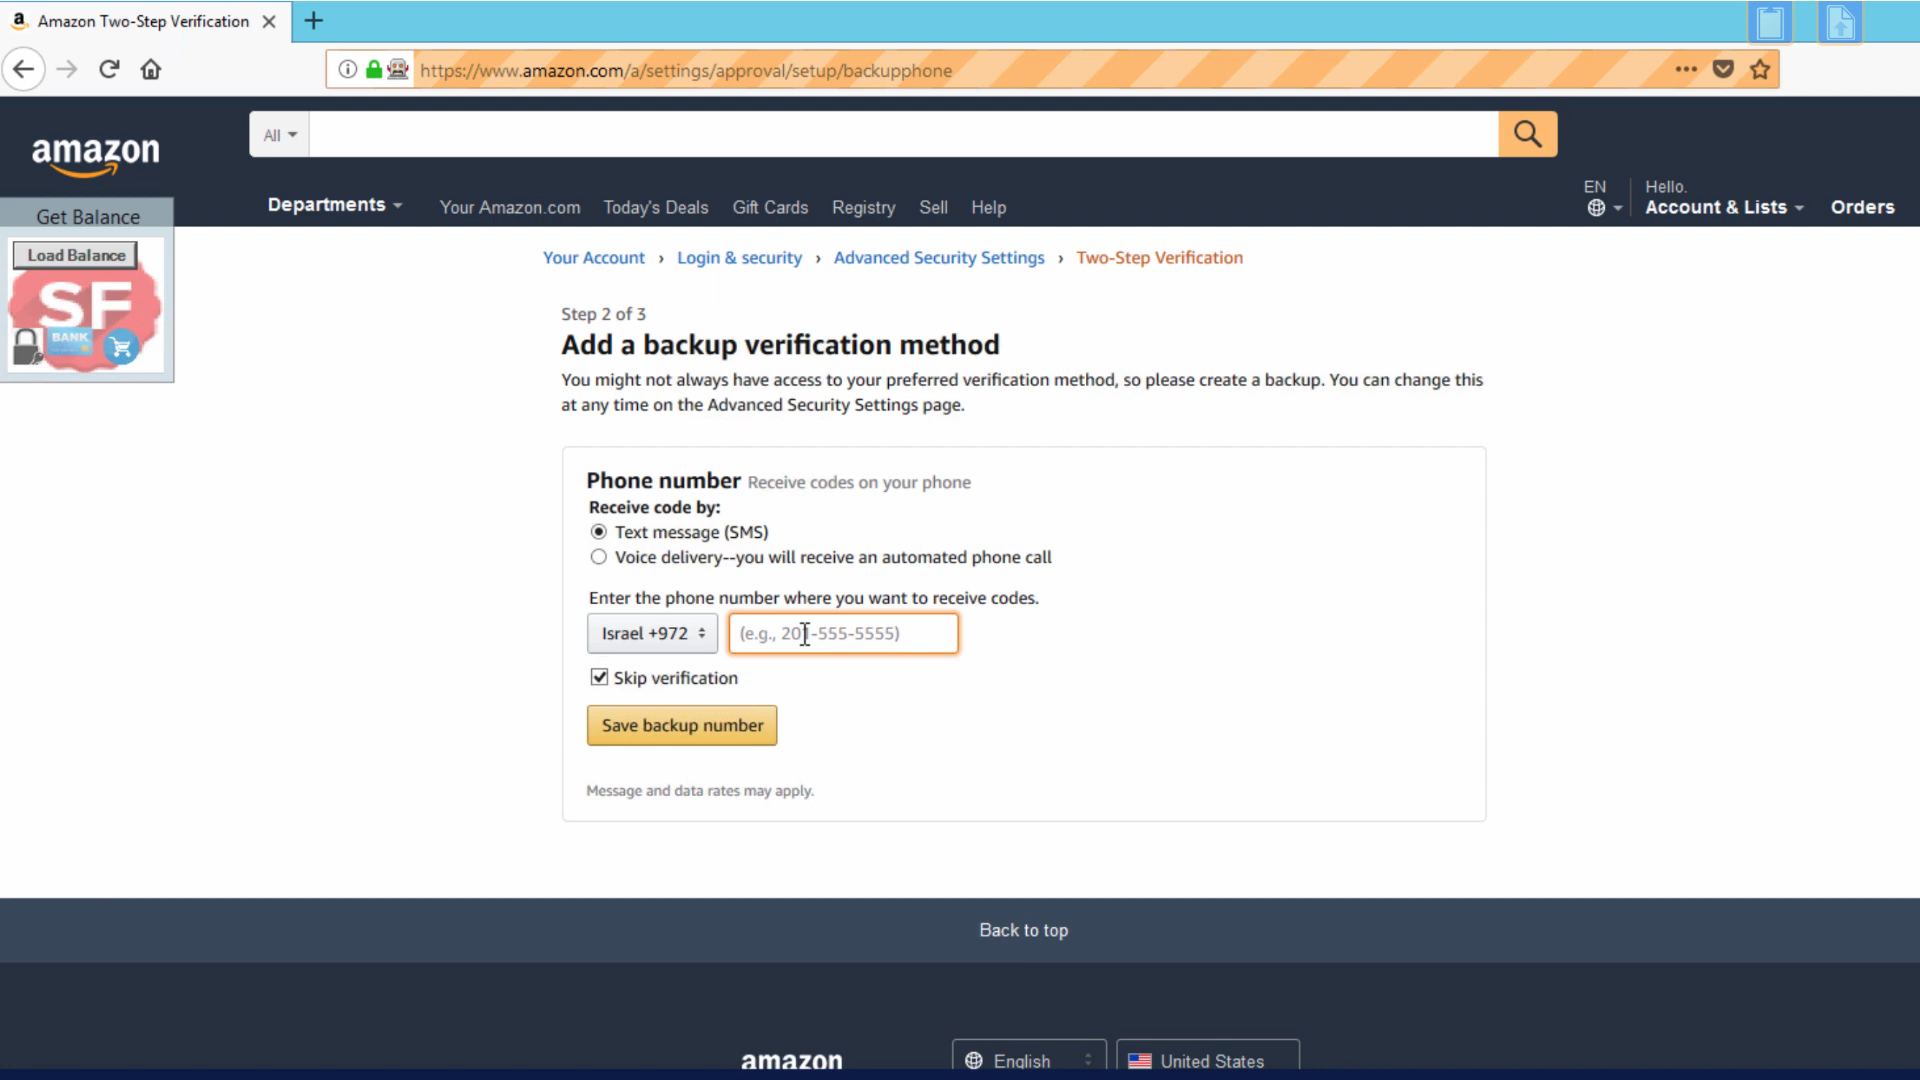 Amazon Two-Step Verification
https://www.amazon.com/a/settings/approval/setup/backupphone
amazon
All
EN
Hello.
Departments
Your Amazon.com
Today's Deals
Gift Cards
Registry
Sell
Help
Account & Lists
Orders
Get Balance
Load Balance
SF
BANK
Your Account › Login & security › Advanced Security Settings › Two-Step Verification
Step 2 of 3
Add a backup verification method
You might not always have access to your preferred verification method, so please create a backup. You can change this
at any time on the Advanced Security Settings page.
Phone number Receive codes on your phone
Receive code by:
Text message (SMS)
Voice delivery--you will receive an automated phone call
Enter the phone number where you want to receive codes.
Israel +972
(e.g., 201-555-5555)
Skip verification
Save backup number
Message and data rates may apply.
Back to top
amazon
English
United States